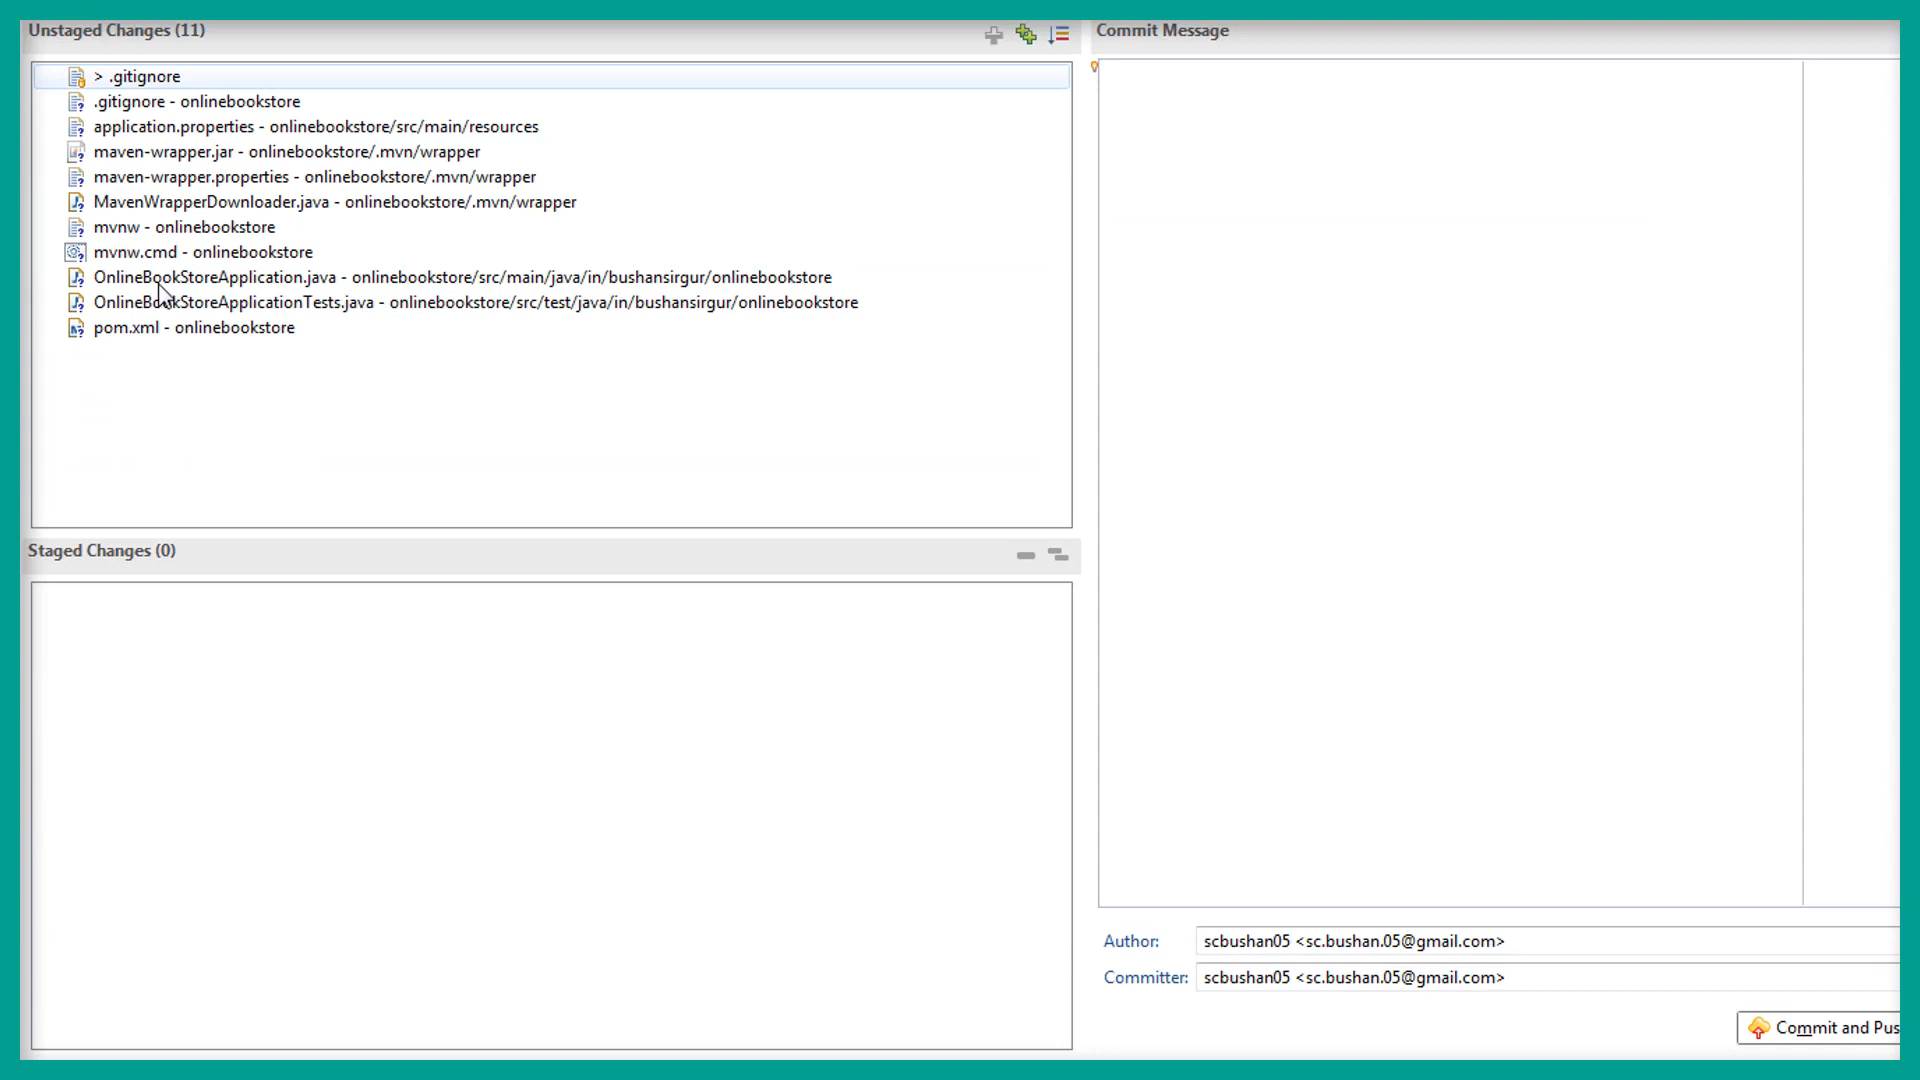 Unstaged Changes (11)
> .gitignore
.gitignore - onlinebookstore
application.properties - onlinebookstore/src/main/resources
maven-wrapper.jar - onlinebookstore/.mvn/wrapper
maven-wrapper.properties - onlinebookstore/.mvn/wrapper
MavenWrapperDownloader.java - onlinebookstore/.mvn/wrapper
mvnw - onlinebookstore
mvnw.cmd - onlinebookstore
OnlineBookStoreApplication.java - onlinebookstore/src/main/java/in/bushansirgur/onlinebookstore
OnlineBookStoreApplicationTests.java - onlinebookstore/src/test/java/in/bushansirgur/onlinebookstore
pom.xml - onlinebookstore
Staged Changes (0)
Commit Message
Author: scbushan05 <sc.bushan.05@gmail.com>
Committer: scbushan05 <sc.bushan.05@gmail.com>
Commit and Pus